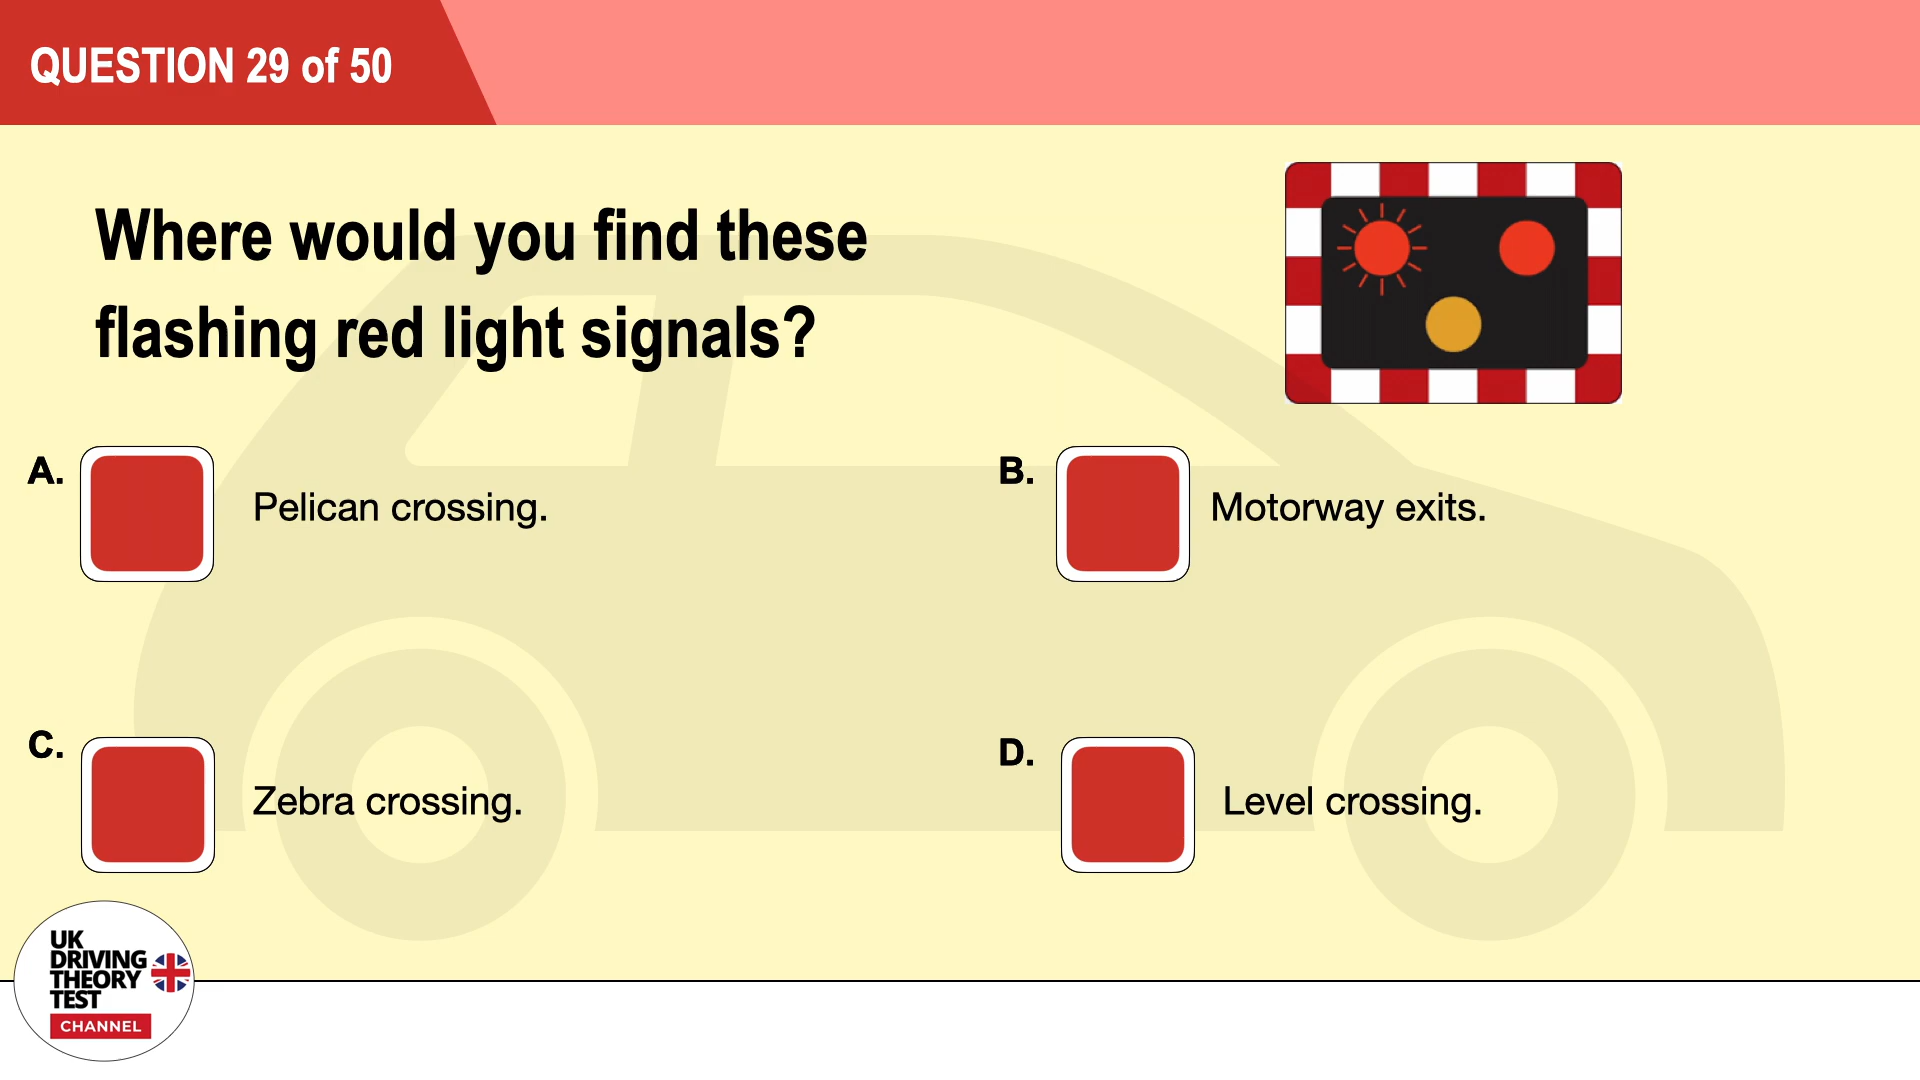 QUESTION 29 of 50
Where would you find these
flashing red light signals?
A.
Pelican crossing.
B.
Motorway exits.
C.
Zebra crossing.
D.
Level crossing.
UK
DRIVING
THEORY
TEST
CHANNEL